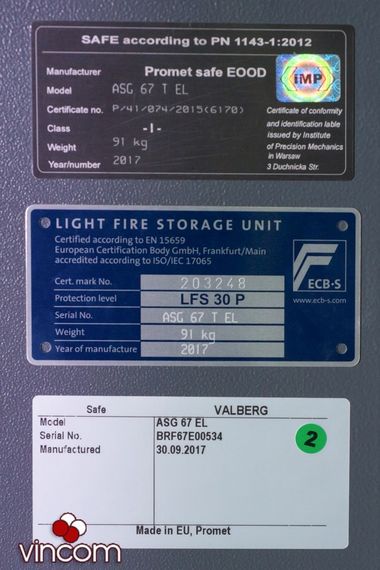 SAFE according to PN 1143-1:2012
Manufacturer Promet safe EOOD
Model ASG 67 T EL
Certificate no. P/41/074/2015(6170)
Class -I-
Weight 91 kg
Year/number 2017
iMP
Certificate of conformity
and identification lable
issued by Institute
of Precision Mechanics
in Warsaw
3 Duchnicka Str.
LIGHT FIRE STORAGE UNIT
Certified according to EN 15659
European Certification Body GmbH, Frankfurt/Main
accredited according to ISO/IEC 17065
ECB·S
www.ecb-s.com
Cert. mark No. 203248
Protection level LFS 30 P
Serial No. ASG 67 T EL
Weight 91 kg
Year of manufacture 2017
Safe VALBERG
Model ASG 67 EL
Serial No. BRF67E00534
Manufactured 30.09.2017
2
Made in EU, Promet
vincom